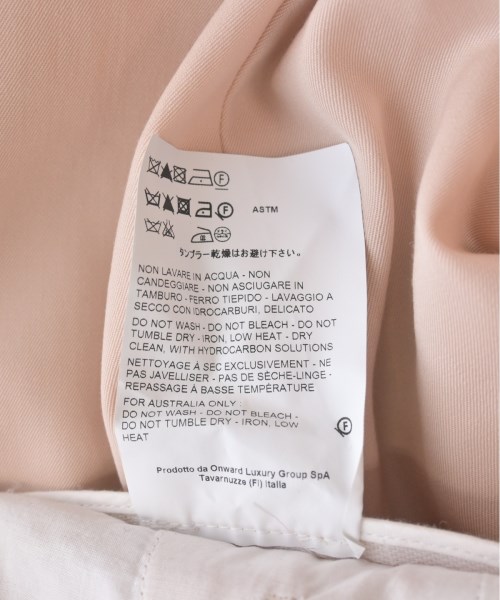 F
F ASTM
タンブラー乾燥はお避け下さい。
NON LAVARE IN ACQUA - NON
CANDEGGIARE - NON ASCIUGARE IN
TAMBURO - FERRO TIEPIDO - LAVAGGIO A
SECCO CON IDROCARBURI, DELICATO
DO NOT WASH - DO NOT BLEACH - DO NOT
TUMBLE DRY - IRON, LOW HEAT - DRY
CLEAN, WITH HYDROCARBON SOLUTIONS
NETTOYAGE À SEC EXCLUSIVEMENT - NE
PAS JAVELLISER - PAS DE SÈCHE-LINGE -
REPASSAGE À BASSE TEMPÉRATURE
FOR AUSTRALIA ONLY :
DO NOT WASH - DO NOT BLEACH -
DO NOT TUMBLE DRY - IRON, LOW
HEAT
F
Prodotto da Onward Luxury Group SpA
Tavarnuzze (FI) Italia